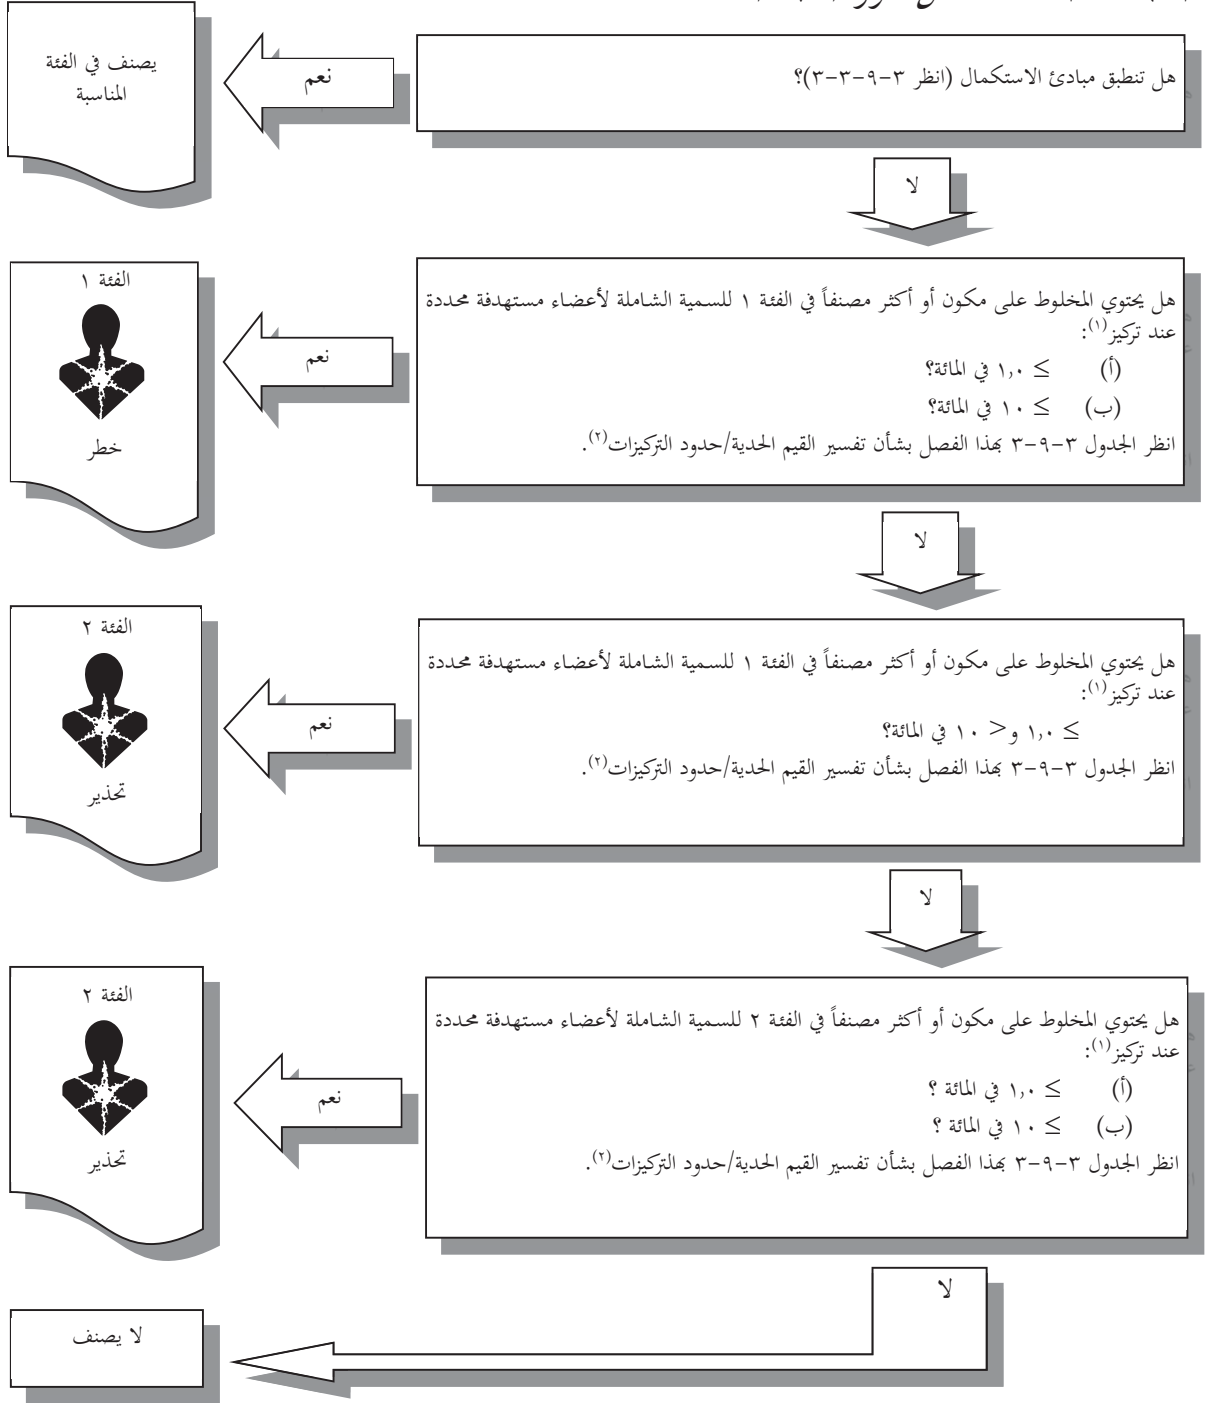 هل تنطبق مبادئ الاستكمال (انظر ٣-٩-٣-٣)؟
نعم
يصنف في الفئة
المناسبة
لا
هل يحتوي المخلوط على مكون أو أكثر مصنفاً في الفئة ١ للسمية الشاملة لأعضاء مستهدفة محددة
عند تركيز(١):
(أ) ≥ ١,٠ في المائة؟
(ب) ≥ ١٠ في المائة؟
انظر الجدول ٣-٩-٣ بهذا الفصل بشأن تفسير القيم الحدية/حدود التركيزات(٢).
نعم
الفئة ١
خطر
لا
هل يحتوي المخلوط على مكون أو أكثر مصنفاً في الفئة ١ للسمية الشاملة لأعضاء مستهدفة محددة
عند تركيز(١):
≥ ١,٠ و< ١٠ في المائة؟
انظر الجدول ٣-٩-٣ بهذا الفصل بشأن تفسير القيم الحدية/حدود التركيزات(٢).
نعم
الفئة ٢
تحذير
لا
هل يحتوي المخلوط على مكون أو أكثر مصنفاً في الفئة ٢ للسمية الشاملة لأعضاء مستهدفة محددة
عند تركيز(١):
(أ) ≥ ١,٠ في المائة ؟
(ب) ≥ ١٠ في المائة ؟
انظر الجدول ٣-٩-٣ بهذا الفصل بشأن تفسير القيم الحدية/حدود التركيزات(٢).
نعم
الفئة ٢
تحذير
لا
لا يصنف